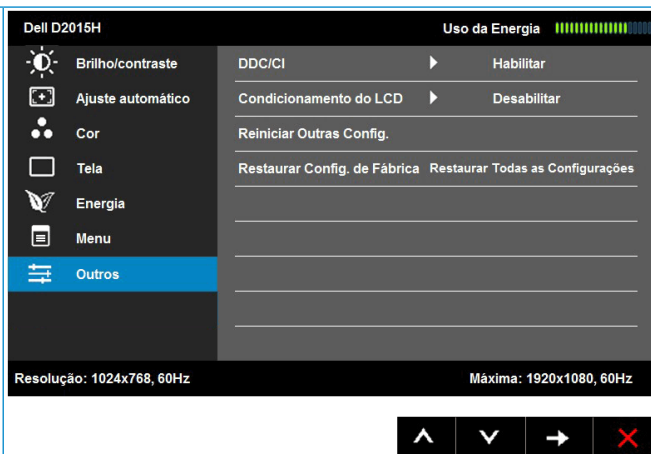 Dell D2015H Uso da Energia
Brilho/contraste DDC/CI Habilitar
Ajuste automático Condicionamento do LCD Desabilitar
Cor Reiniciar Outras Config.
Tela Restaurar Config. de Fábrica Restaurar Todas as Configurações
Energia
Menu
Outros
Resolução: 1024x768, 60Hz Máxima: 1920x1080, 60Hz